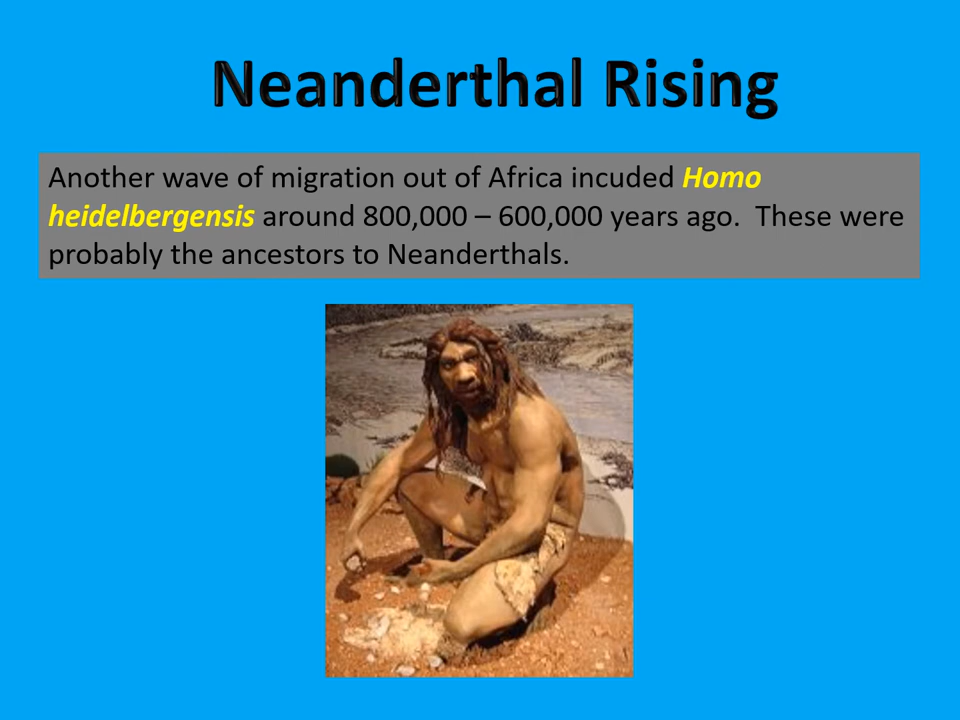 Neanderthal Rising
Another wave of migration out of Africa incuded Homo
heidelbergensis around 800,000 – 600,000 years ago.  These were
probably the ancestors to Neanderthals.